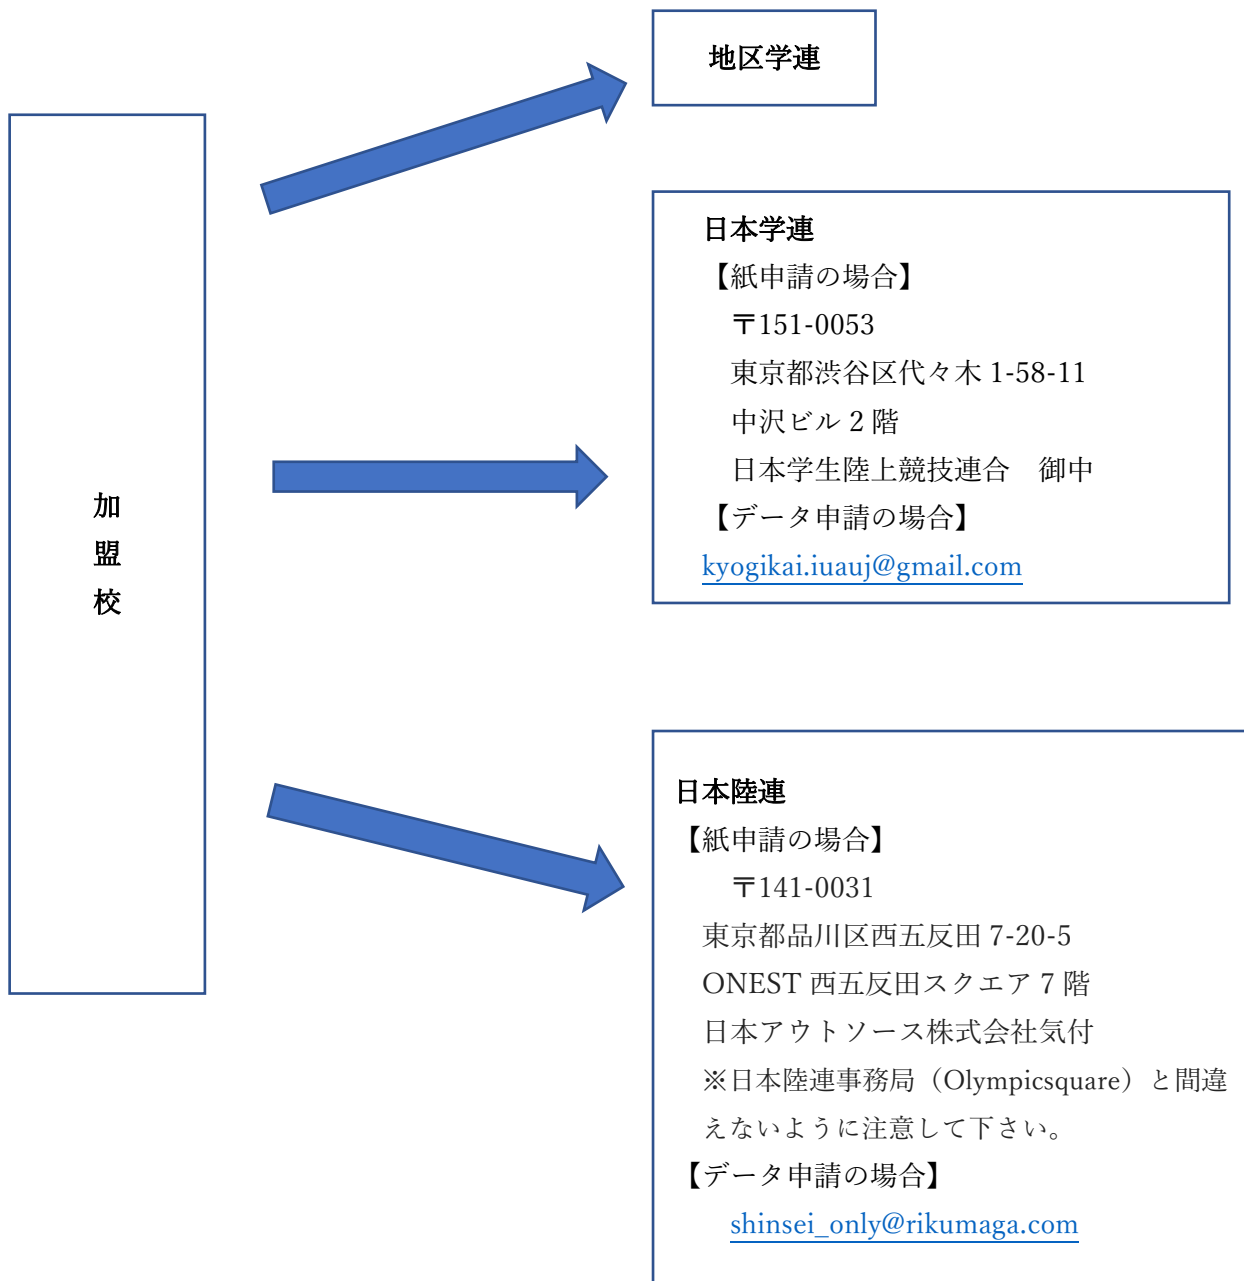 地区学連
加
盟
校
日本学連
【紙申請の場合】
〒151-0053
東京都渋谷区代々木 1-58-11
中沢ビル 2 階
日本学生陸上競技連合　御中
【データ申請の場合】
kyogikai.iuauj@gmail.com
日本陸連
【紙申請の場合】
〒141-0031
東京都品川区西五反田 7-20-5
ONEST 西五反田スクエア 7 階
日本アウトソース株式会社気付
※日本陸連事務局（Olympicsquare）と間違
えないように注意して下さい。
【データ申請の場合】
shinsei_only@rikumaga.com